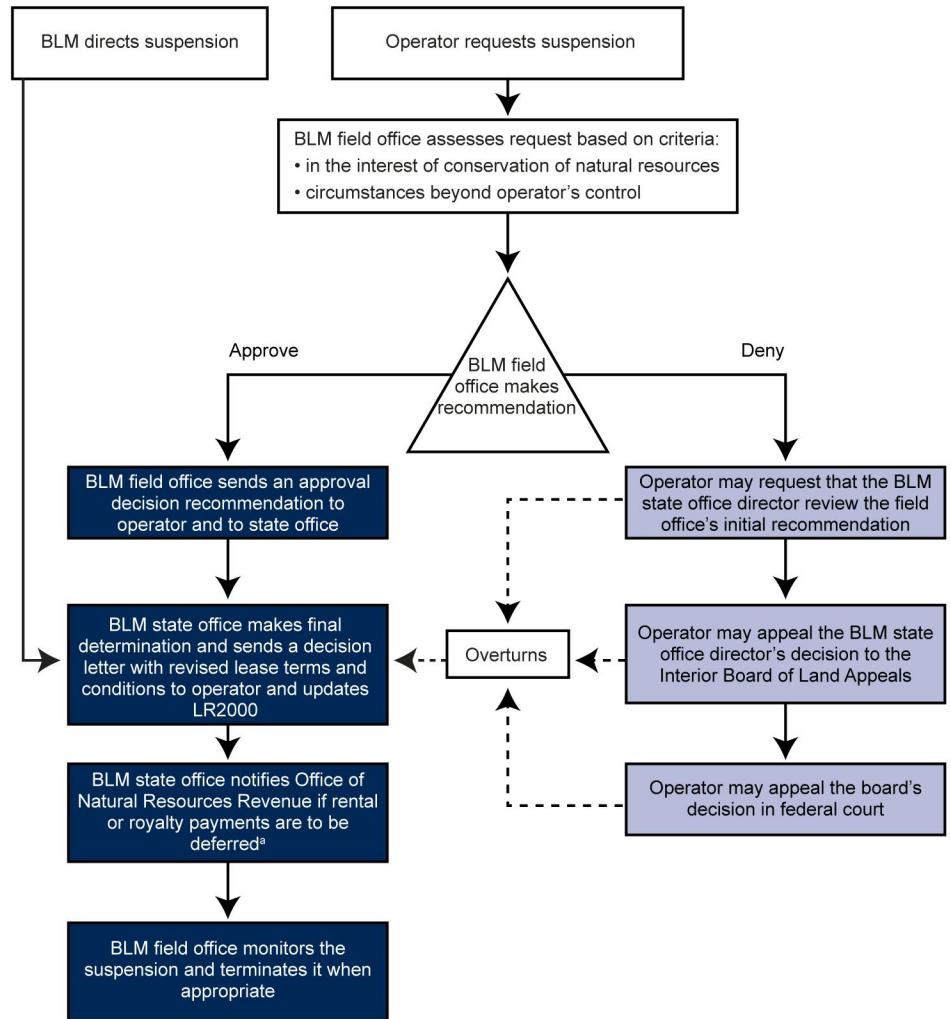 BLM directs suspension
Operator requests suspension
BLM field office assesses request based on criteria:
• in the interest of conservation of natural resources
• circumstances beyond operator’s control
Approve
Deny
BLM field
office makes
recommendation
BLM field office sends an approval
decision recommendation to
operator and to state office
Operator may request that the BLM
state office director review the field
office’s initial recommendation
BLM state office makes final
determination and sends a decision
letter with revised lease terms and
conditions to operator and updates
LR2000
Overturns
Operator may appeal the BLM state
office director’s decision to the
Interior Board of Land Appeals
BLM state office notifies Office of
Natural Resources Revenue if rental
or royalty payments are to be
deferredᵃ
Operator may appeal the board’s
decision in federal court
BLM field office monitors the
suspension and terminates it when
appropriate